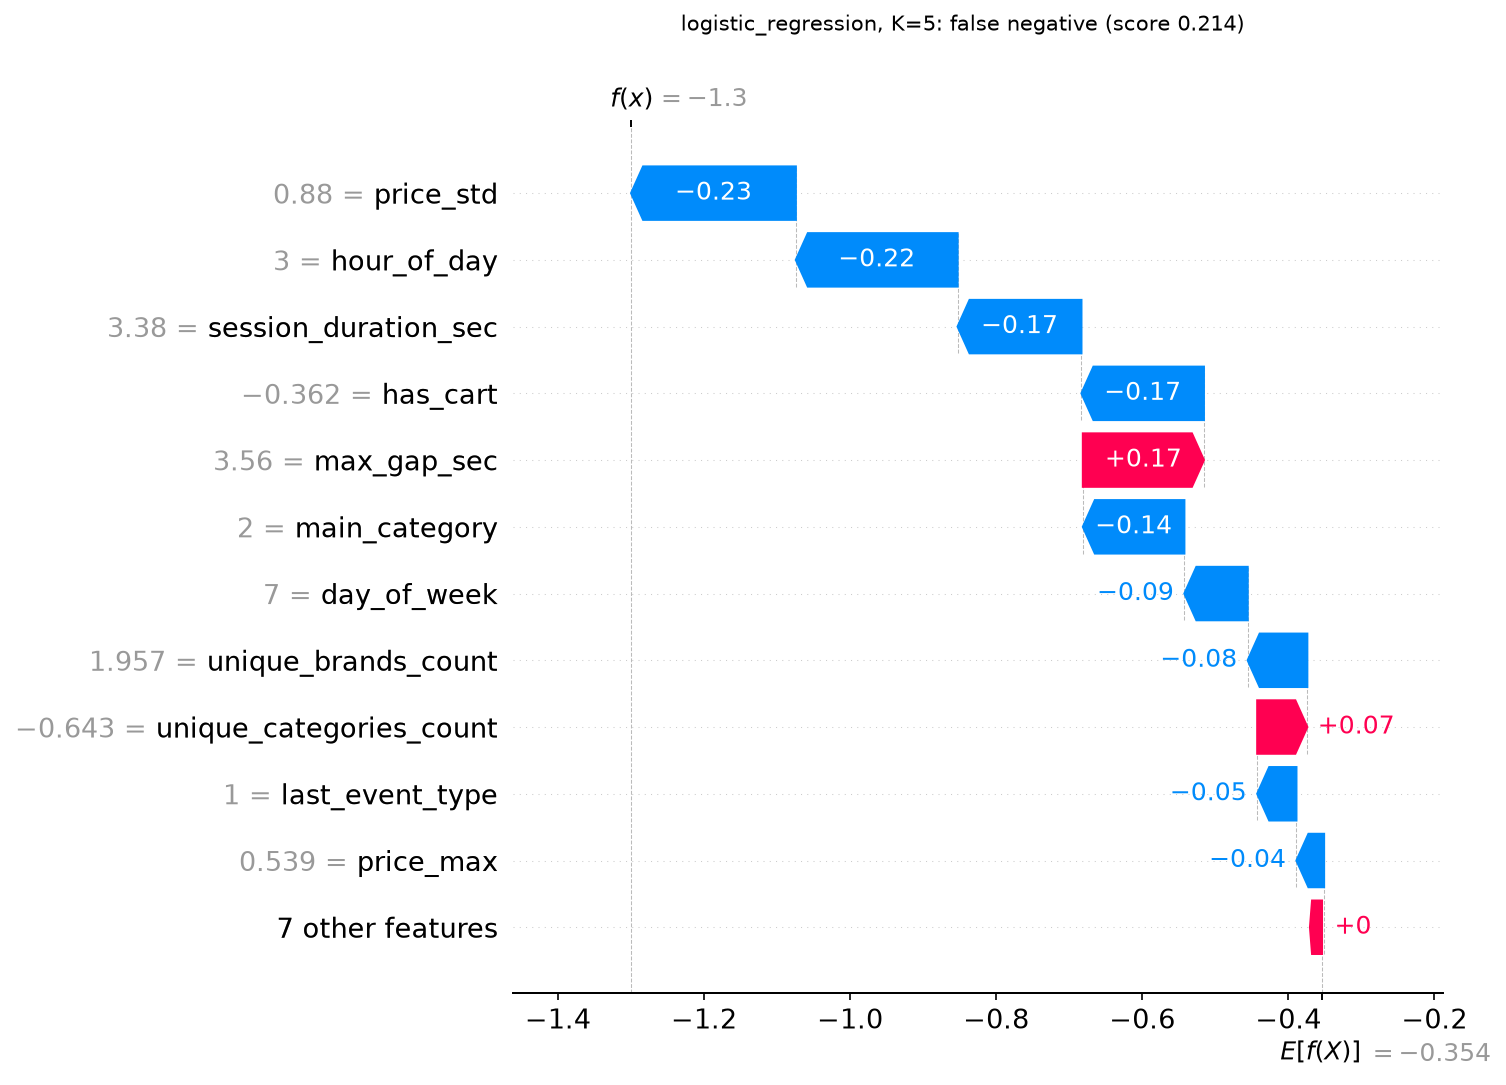 logistic_regression, K=5: false negative (score 0.214)
f(x) = −1.3
0.88 = price_std −0.23
3 = hour_of_day −0.22
3.38 = session_duration_sec −0.17
−0.362 = has_cart −0.17
3.56 = max_gap_sec +0.17
2 = main_category −0.14
7 = day_of_week −0.09
1.957 = unique_brands_count −0.08
−0.643 = unique_categories_count +0.07
1 = last_event_type −0.05
0.539 = price_max −0.04
7 other features +0
−1.4 −1.2 −1.0 −0.8 −0.6 −0.4 −0.2
E[f(X)] = −0.354